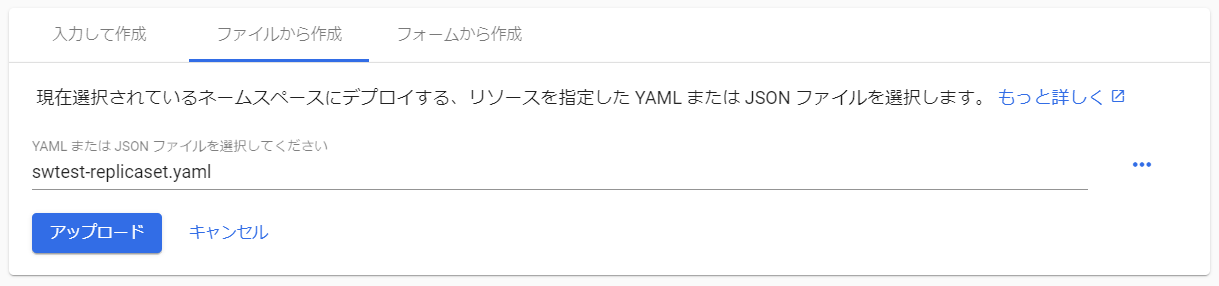 入力して作成 ファイルから作成 フォームから作成
現在選択されているネームスペースにデプロイする、リソースを指定した YAML または JSON ファイルを選択します。 もっと詳しく
YAML または JSON ファイルを選択してください
swtest-replicaset.yaml
アップロード キャンセル